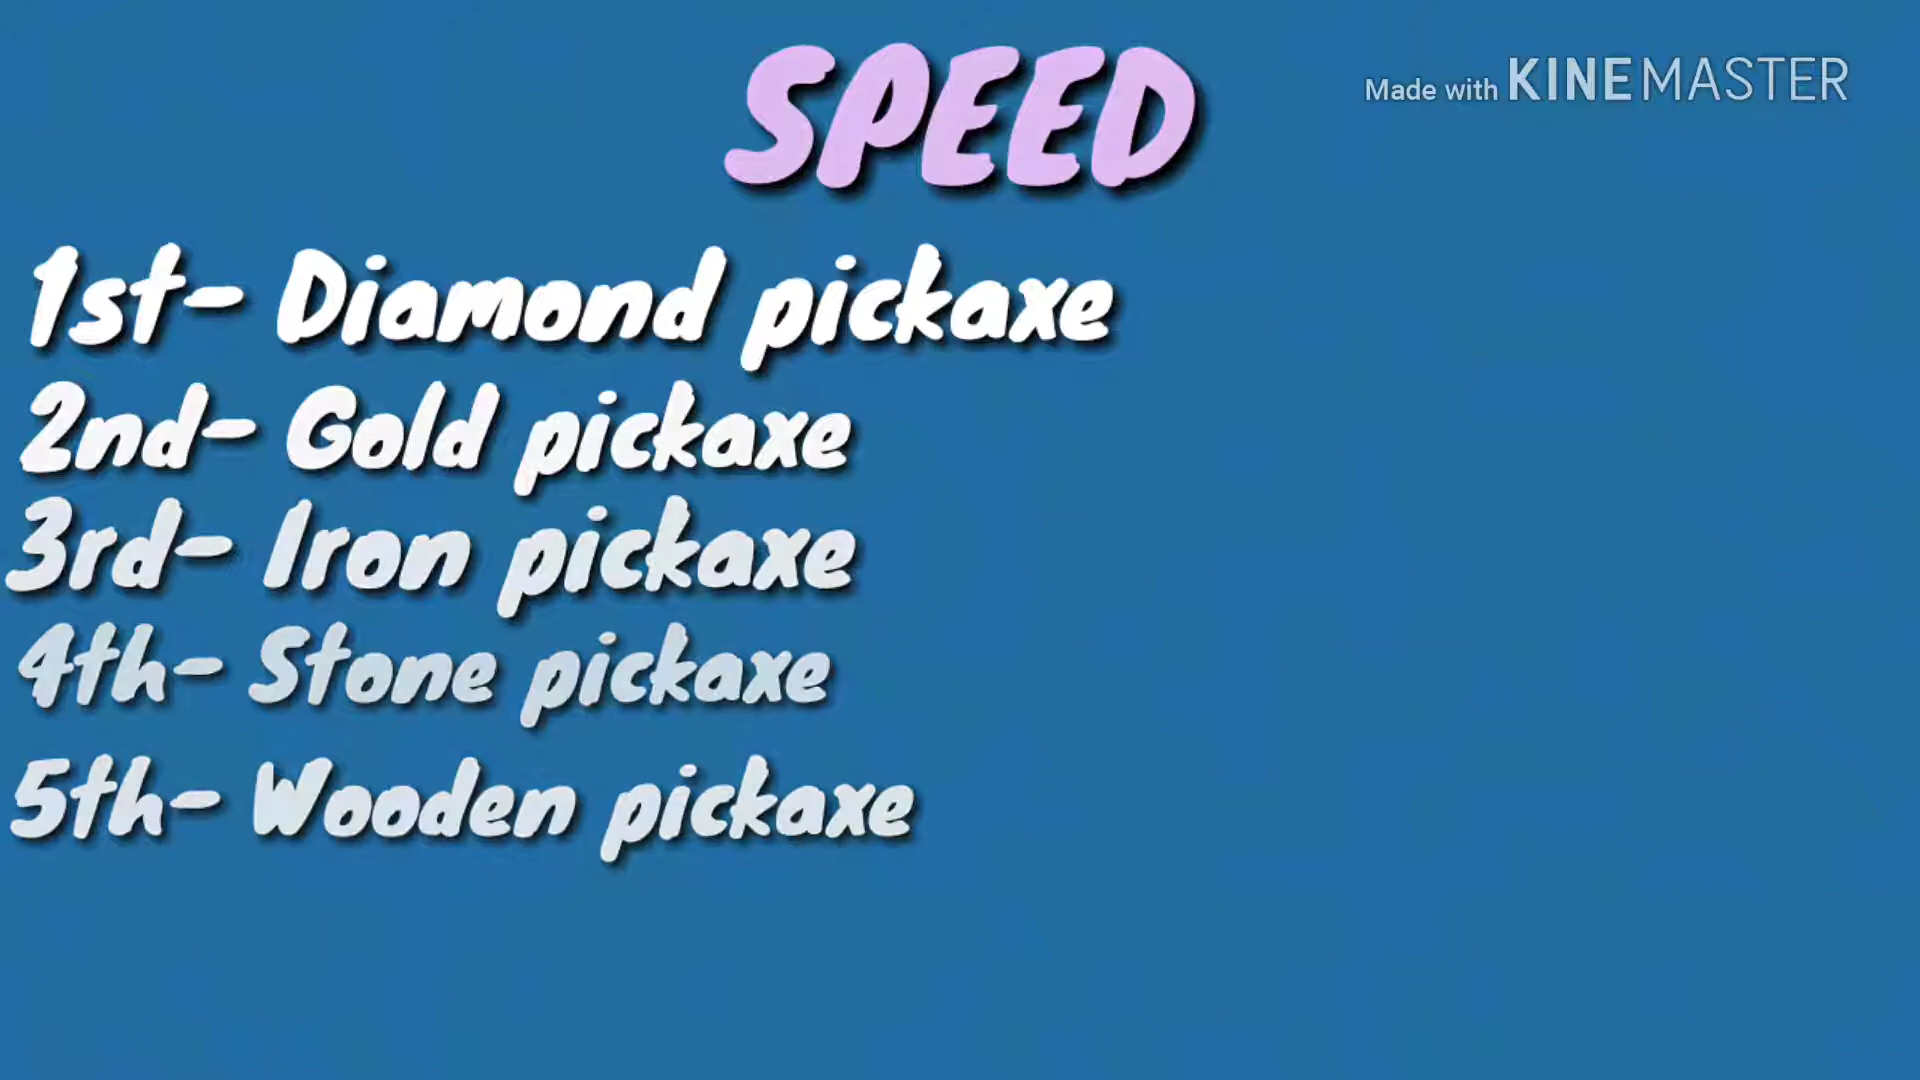 SPEED
Made with KINEMASTER
1st- Diamond pickaxe
2nd- Gold pickaxe
3rd- Iron pickaxe
4th- Stone pickaxe
5th- Wooden pickaxe